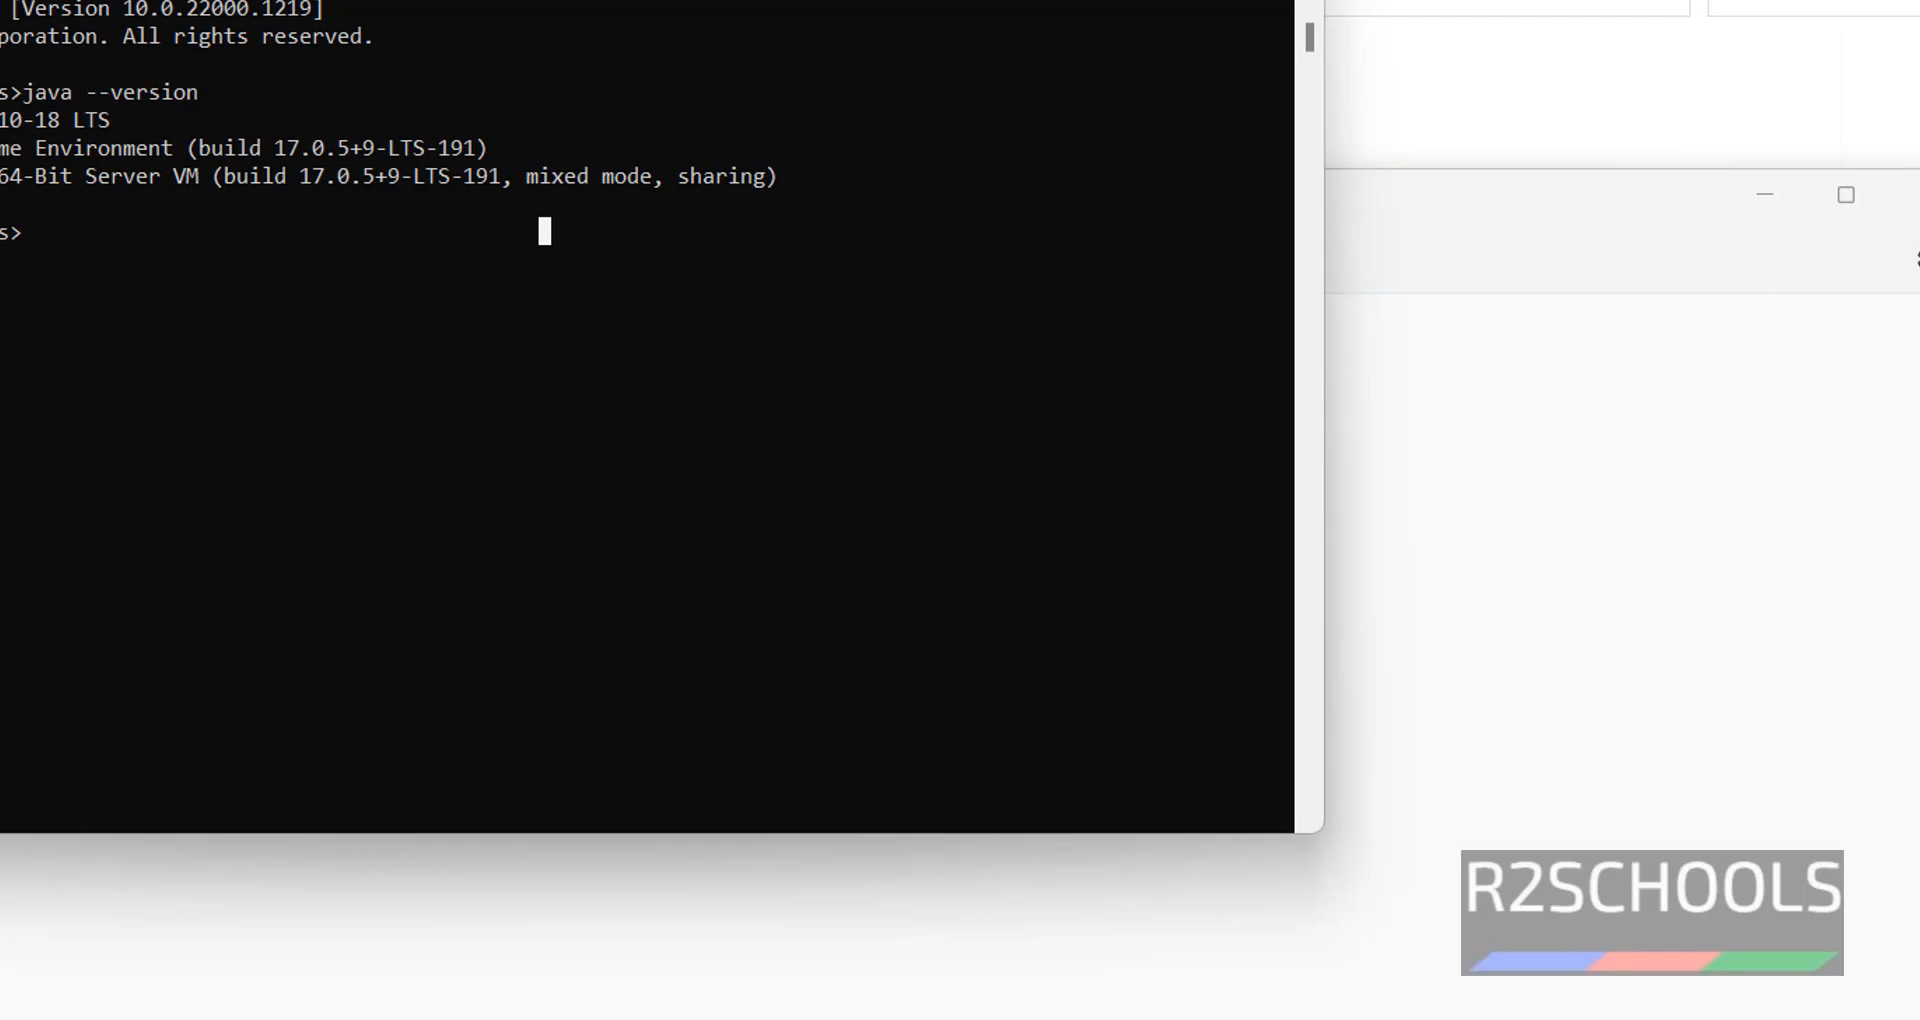 [Version 10.0.22000.1219]
poration. All rights reserved.
s>java --version
10-18 LTS
me Environment (build 17.0.5+9-LTS-191)
64-Bit Server VM (build 17.0.5+9-LTS-191, mixed mode, sharing)
s>
R2SCHOOLS